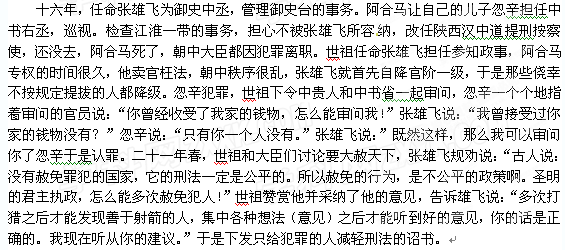 十六年，任命张雄飞为御史中丞，管理御史台的事务。阿合马让自己的儿子忽辛担任中
书右丞，巡视。检查江淮一带的事务，担心不被张雄飞所容纳，改任陕西汉中道提刑按察
使，还没去，阿合马死了，朝中大臣都因犯罪离职。世祖任命张雄飞担任参知政事，阿合马
专权的时间很久，他卖官枉法，朝中秩序很乱，张雄飞就首先自降官阶一级，于是那些侥幸
不按规定提拔的人都降级。忽辛犯罪，世祖下令中贵人和中书省一起审问，忽辛一个个地指
着审问的官员说：“你曾经收受了我家的钱物，怎么能审问我！”张雄飞说：“我曾接受过你
家的钱物没有？”忽辛说：“只有你一个人没有。”张雄飞说：”既然这样，那么我可以审问
你了忽辛于是认罪。二十一年春，世祖和大臣们讨论要大赦天下，张雄飞规劝说：“古人说：
没有赦免罪犯的国家，它的刑法一定是公平的。所以赦免的行为，是不公平的政策啊。圣明
的君主执政，怎么能多次赦免犯人！”世祖赞赏他并采纳了他的意见，告诉雄飞说：“多次打
猎之后才能发现善于射箭的人，集中各种想法（意见）之后才能听到好的意见，你的话是正
确的。我现在听从你的建议。”于是下发只给犯罪的人减轻刑法的诏书。